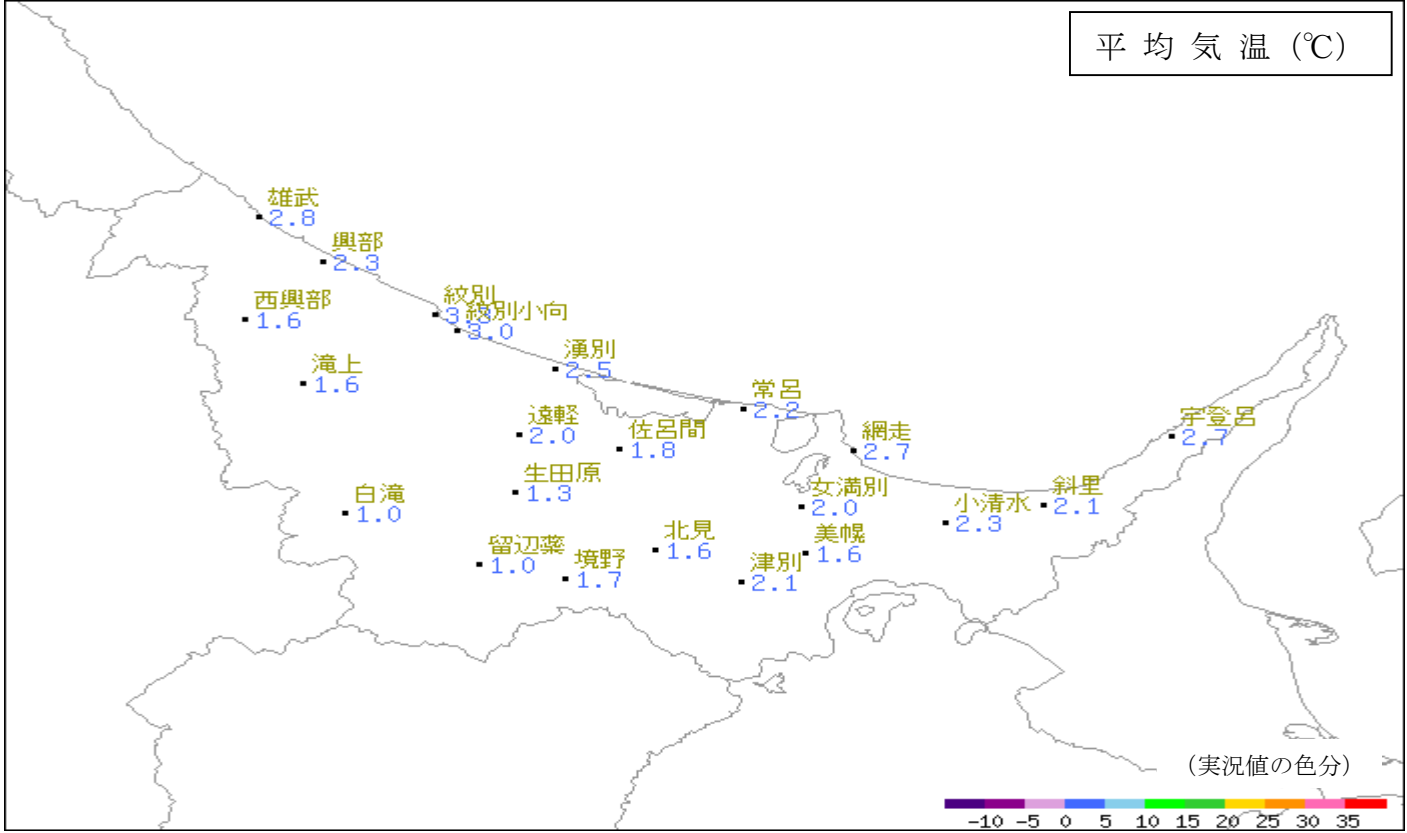 平 均 気 温 (℃)
雄武
2.8
興部
2.3
西興部
1.6
紋別
紋別小向
3.0
滝上
1.6
湧別
2.5
常呂
2.2
遠軽
2.0
佐呂間
1.8
網走
2.7
宇登呂
2.7
生田原
1.3
白滝
1.0
女満別
2.0
小清水
2.3
斜里
2.1
留辺蘂
1.0
境野
1.7
北見
1.6
美幌
1.6
津別
2.1
(実況値の色分)
-10 -5 0 5 10 15 20 25 30 35